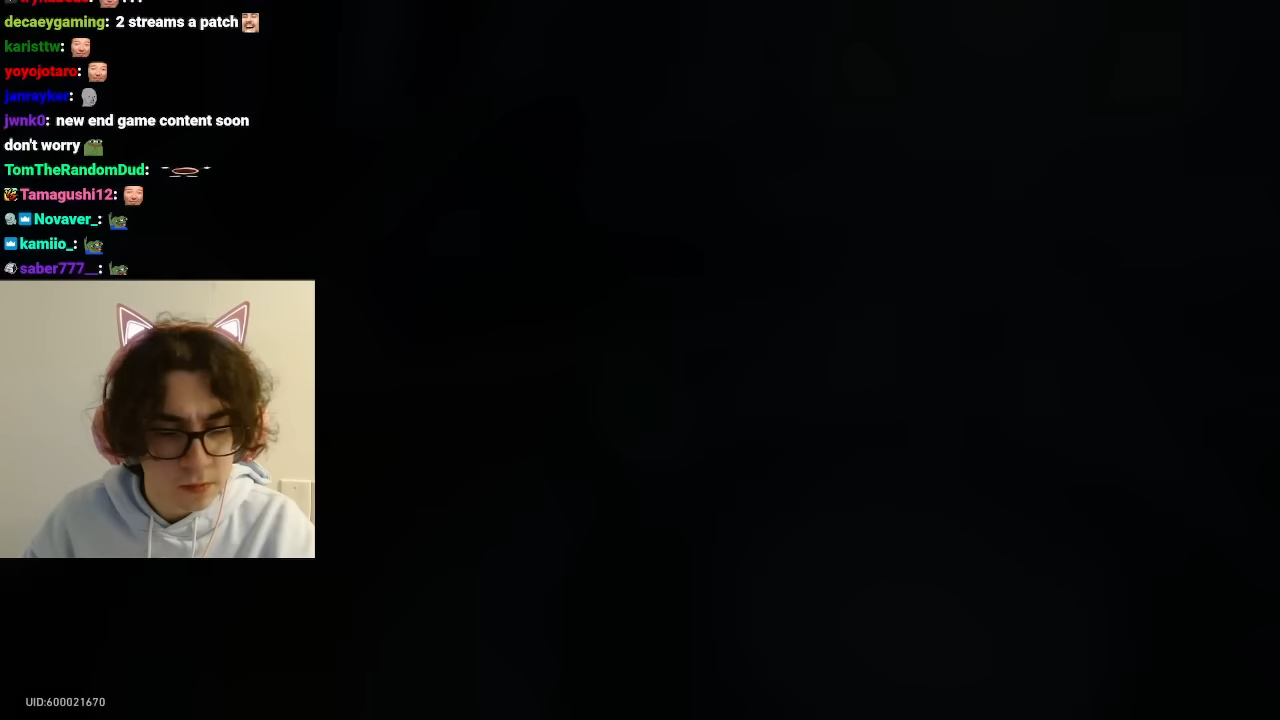 decaeygaming: 2 streams a patch
karisttw:
yoyojotaro:
janrayker:
jwnk0: new end game content soon
don't worry
TomTheRandomDud:
Tamagushi12:
Novaver_:
kamiio_:
saber777__:
UID:600021670